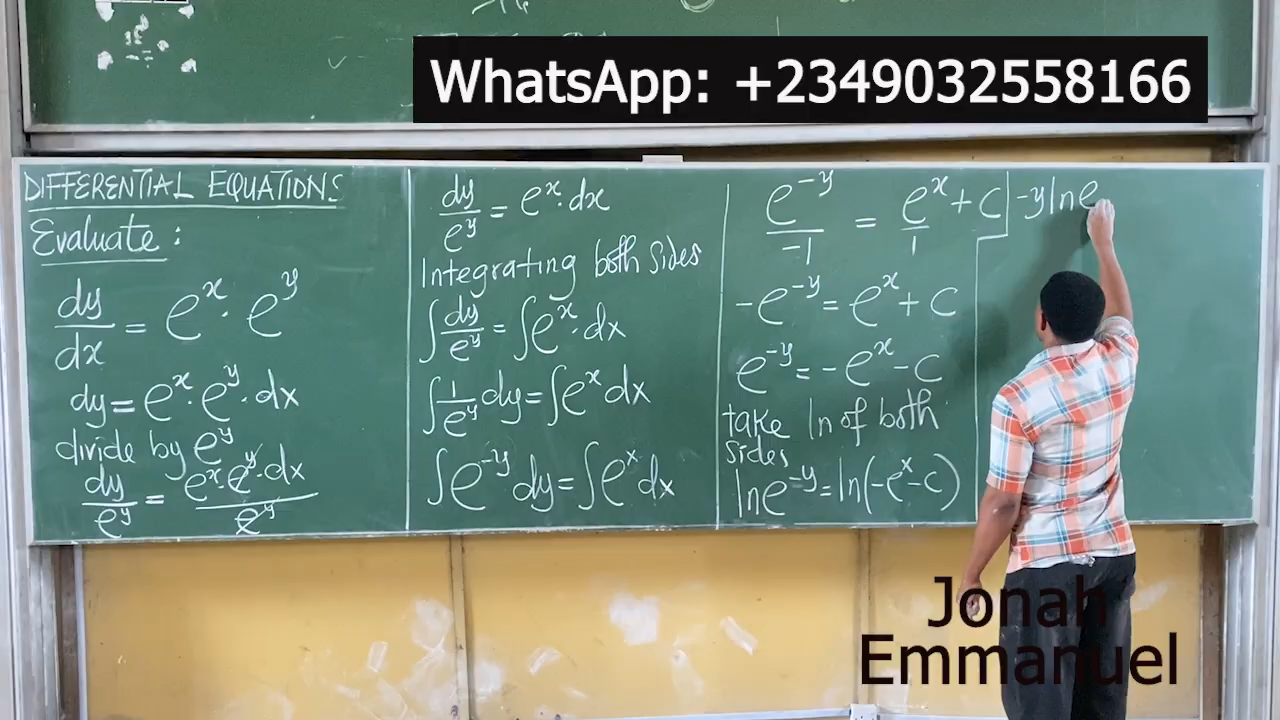 WhatsApp: +2349032558166
DIFFERENTIAL EQUATIONS
Evaluate:
dy/dx = e^x · e^y
dy = e^x · e^y · dx
divide by e^y
dy/e^y = e^x · e^y · dx / e^y
dy/e^y = e^x · dx
Integrating both sides
∫ dy/e^y = ∫ e^x · dx
∫ 1/e^y dy = ∫ e^x dx
∫ e^-y dy = ∫ e^x dx
e^-y/-1 = e^x/1 + C
-e^-y = e^x + C
e^-y = -e^x - C
take ln of both
sides
ln e^-y = ln(-e^x - C)
-y ln e
Jonah
Emmanuel